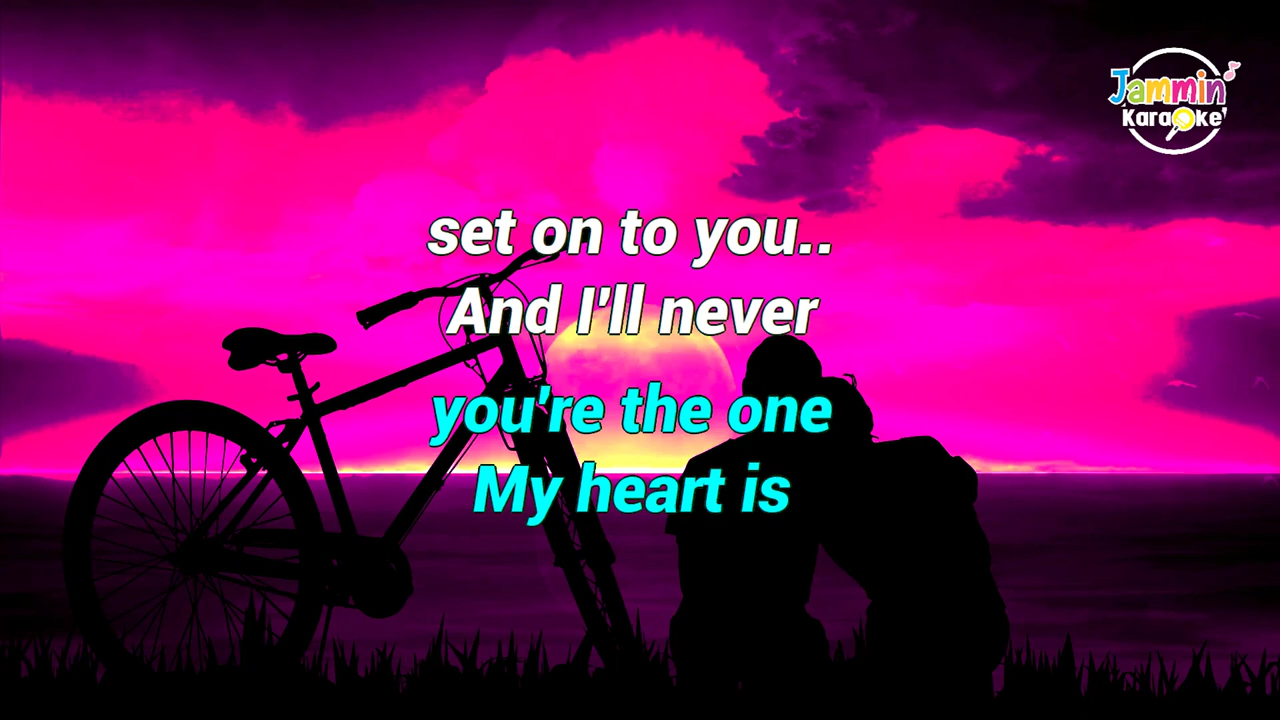 Jammin'
Karaoke
set on to you..
And I'll never
you're the one
My heart is